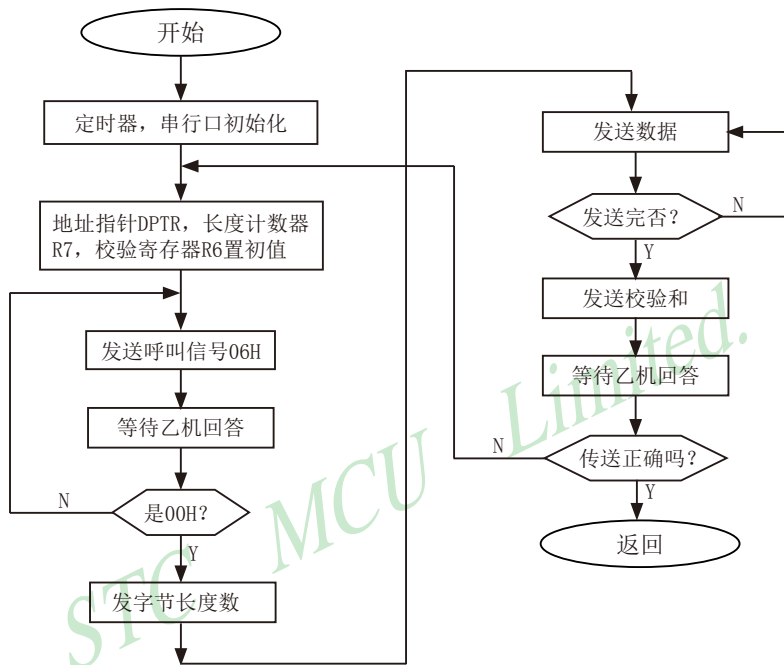 开始
定时器，串行口初始化
地址指针DPTR，长度计数器
R7，校验寄存器R6置初值
发送呼叫信号06H
等待乙机回答
是00H？
N
Y
发字节长度数
发送数据
发送完否？
N
Y
发送校验和
等待乙机回答
传送正确吗？
N
Y
返回
STC MCU Limited.